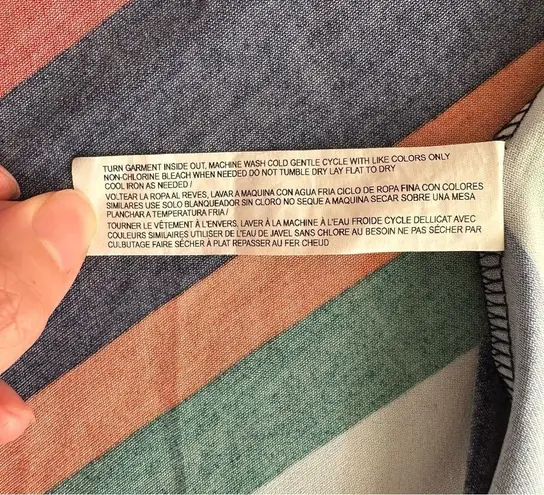 TURN GARMENT INSIDE OUT, MACHINE WASH COLD GENTLE CYCLE WITH LIKE COLORS ONLY
NON-CHLORINE BLEACH WHEN NEEDED DO NOT TUMBLE DRY LAY FLAT TO DRY
COOL IRON AS NEEDED /
VOLTEAR LA ROPA AL REVES, LAVAR A MAQUINA CON AGUA FRIA CICLO DE ROPA FINA CON COLORES
SIMILARES USE SOLO BLANQUEADOR SIN CLORO NO SEQUE A MAQUINA SECAR SOBRE UNA MESA
PLANCHAR A TEMPERATURA FRIA /
TOURNER LE VÊTEMENT À L'ENVERS, LAVER À LA MACHINE À L'EAU FROIDE CYCLE DELLICAT AVEC
COULEURS SIMILAIRES UTILISER DE L'EAU DE JAVEL SANS CHLORE AU BESOIN NE PAS SÉCHER PAR
CULBUTAGE FAIRE SÉCHER À PLAT REPASSER AU FER CHEUD